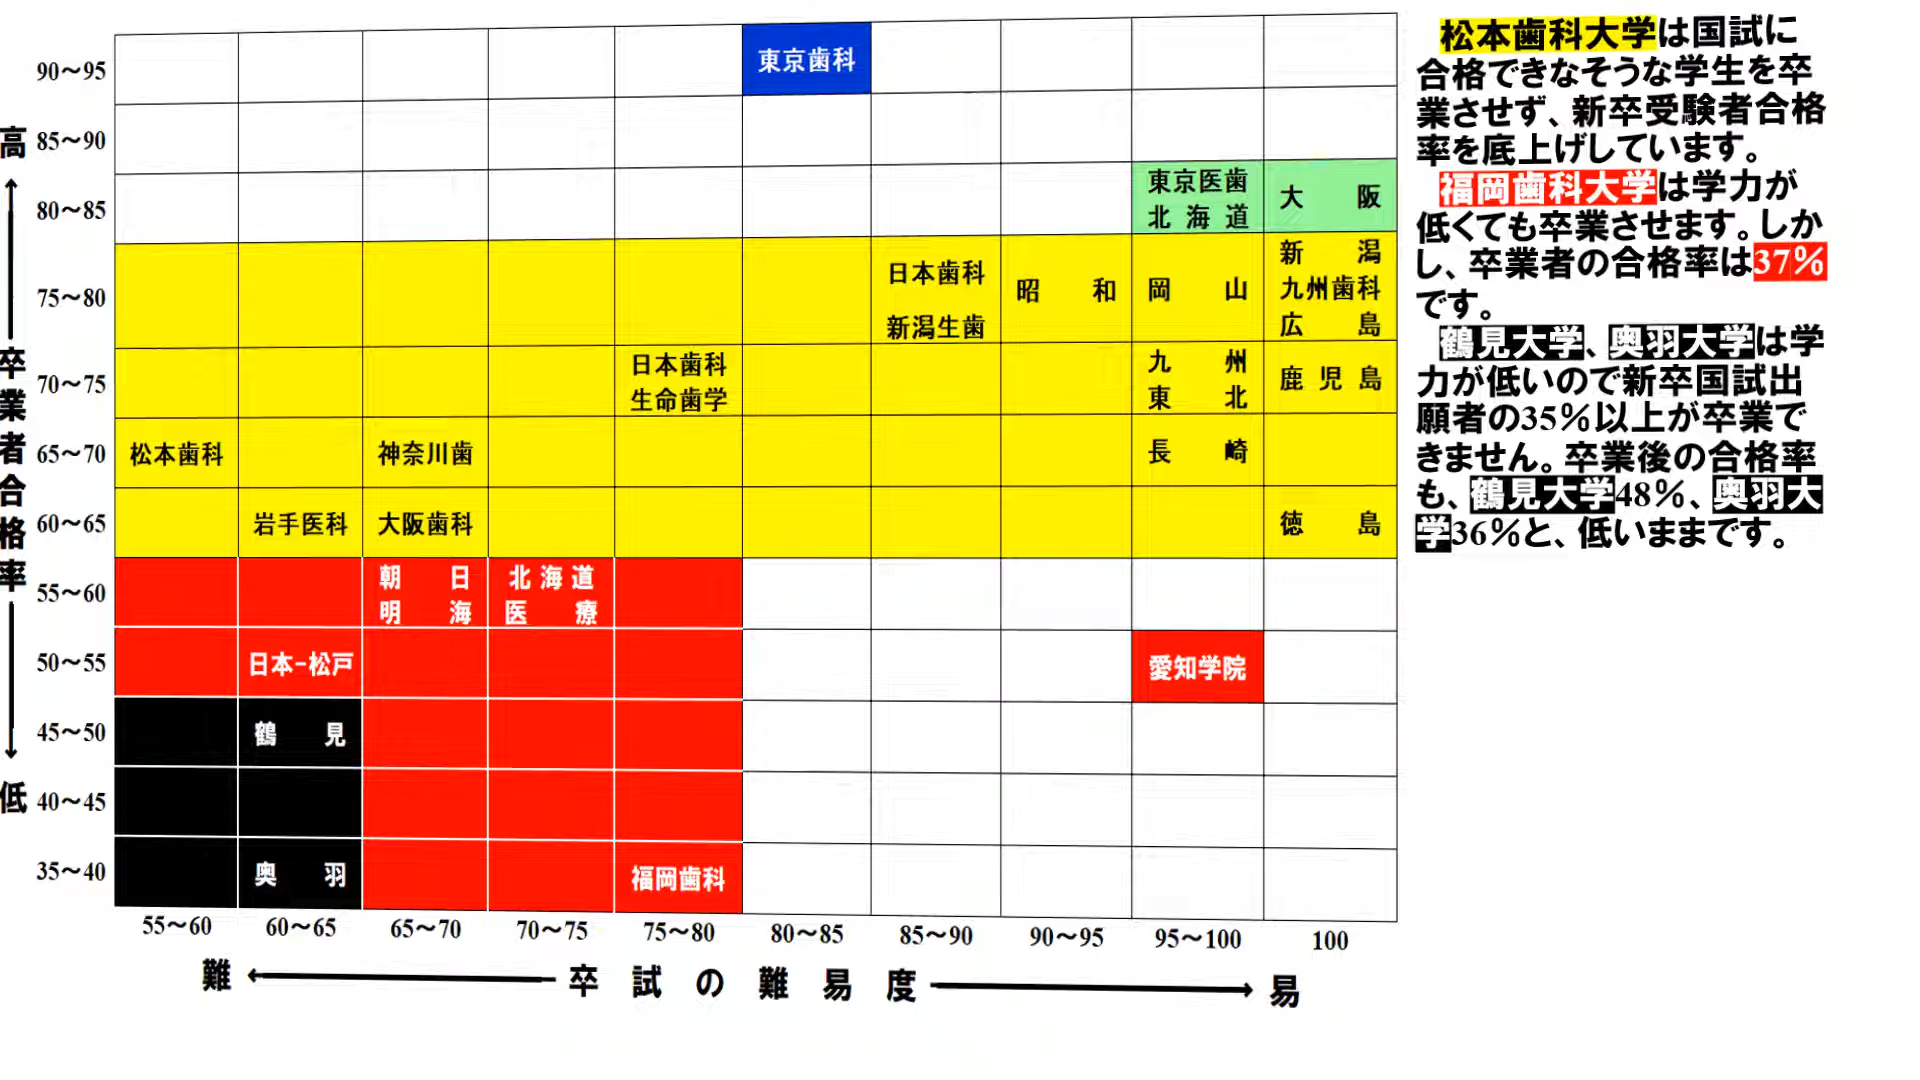 高
卒業者合格率
低
90～95
東京歯科
85～90
80～85
東京医歯
北海道
大阪
75～80
日本歯科
新潟生歯
昭和
岡山
新潟
九州歯科
広島
70～75
日本歯科
生命歯学
九州
東北
鹿児島
65～70
松本歯科
神奈川歯
長崎
60～65
岩手医科
大阪歯科
徳島
55～60
朝日
明海
北海道
医療
50～55
日本-松戸
愛知学院
45～50
鶴見
40～45
35～40
奥羽
福岡歯科
55～60 60～65 65～70 70～75 75～80 80～85 85～90 90～95 95～100 100
難 卒試の難易度 易
松本歯科大学は国試に
合格できなそうな学生を卒
業させず、新卒受験者合格
率を底上げしています。
福岡歯科大学は学力が
低くても卒業させます。しか
し、卒業者の合格率は37%
です。
鶴見大学、奥羽大学は学
力が低いので新卒国試出
願者の35%以上が卒業で
きません。卒業後の合格率
も、鶴見大学48%、奥羽大
学36%と、低いままです。